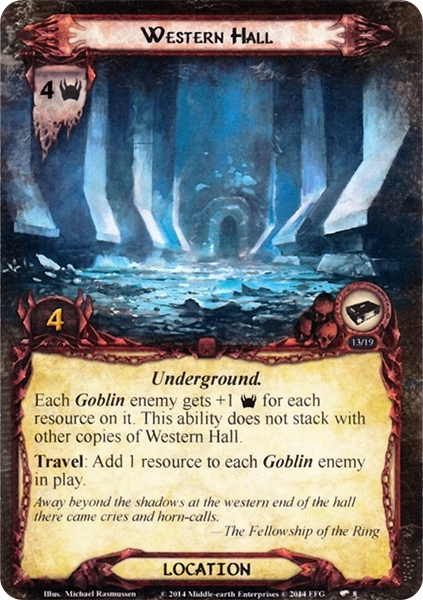 WESTERN HALL
4
4
13/19
Underground.
Each Goblin enemy gets +1 for each
resource on it. This ability does not stack with
other copies of Western Hall.
Travel: Add 1 resource to each Goblin enemy
in play.
Away beyond the shadows at the western end of the hall
there came cries and horn-calls.
—The Fellowship of the Ring
LOCATION
Illus. Michael Rasmussen © 2014 Middle-earth Enterprises © 2014 FFG 8